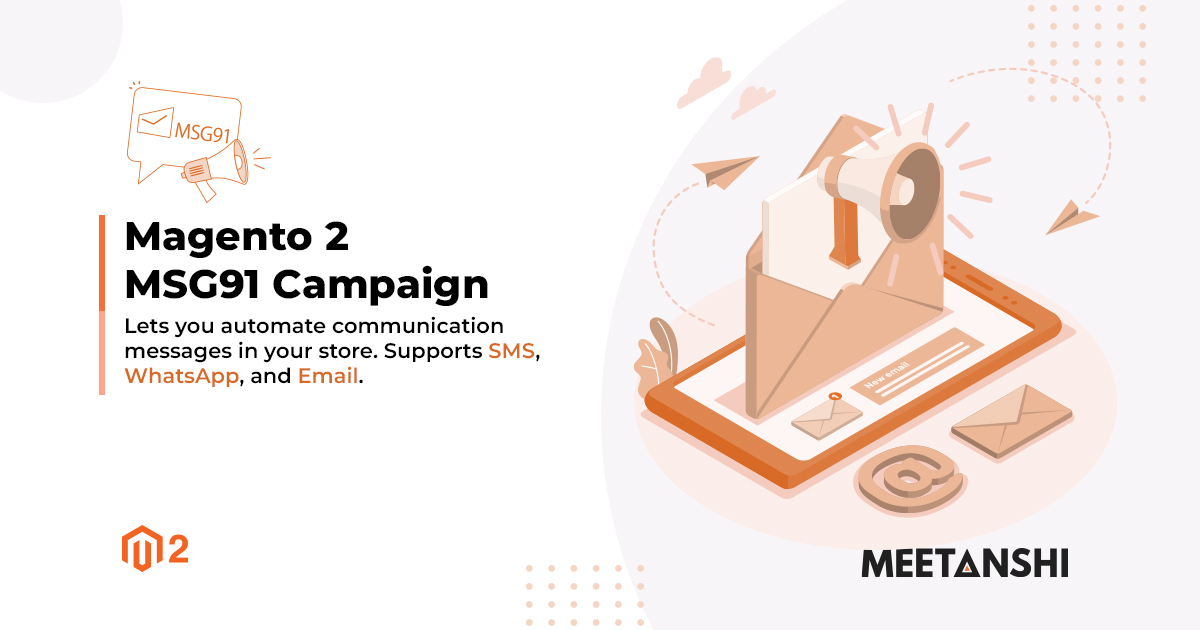 MSG91
Magento 2
MSG91 Campaign
Lets you automate communication
messages in your store. Supports SMS,
WhatsApp, and Email.
2
New email
1
MEETANSHI